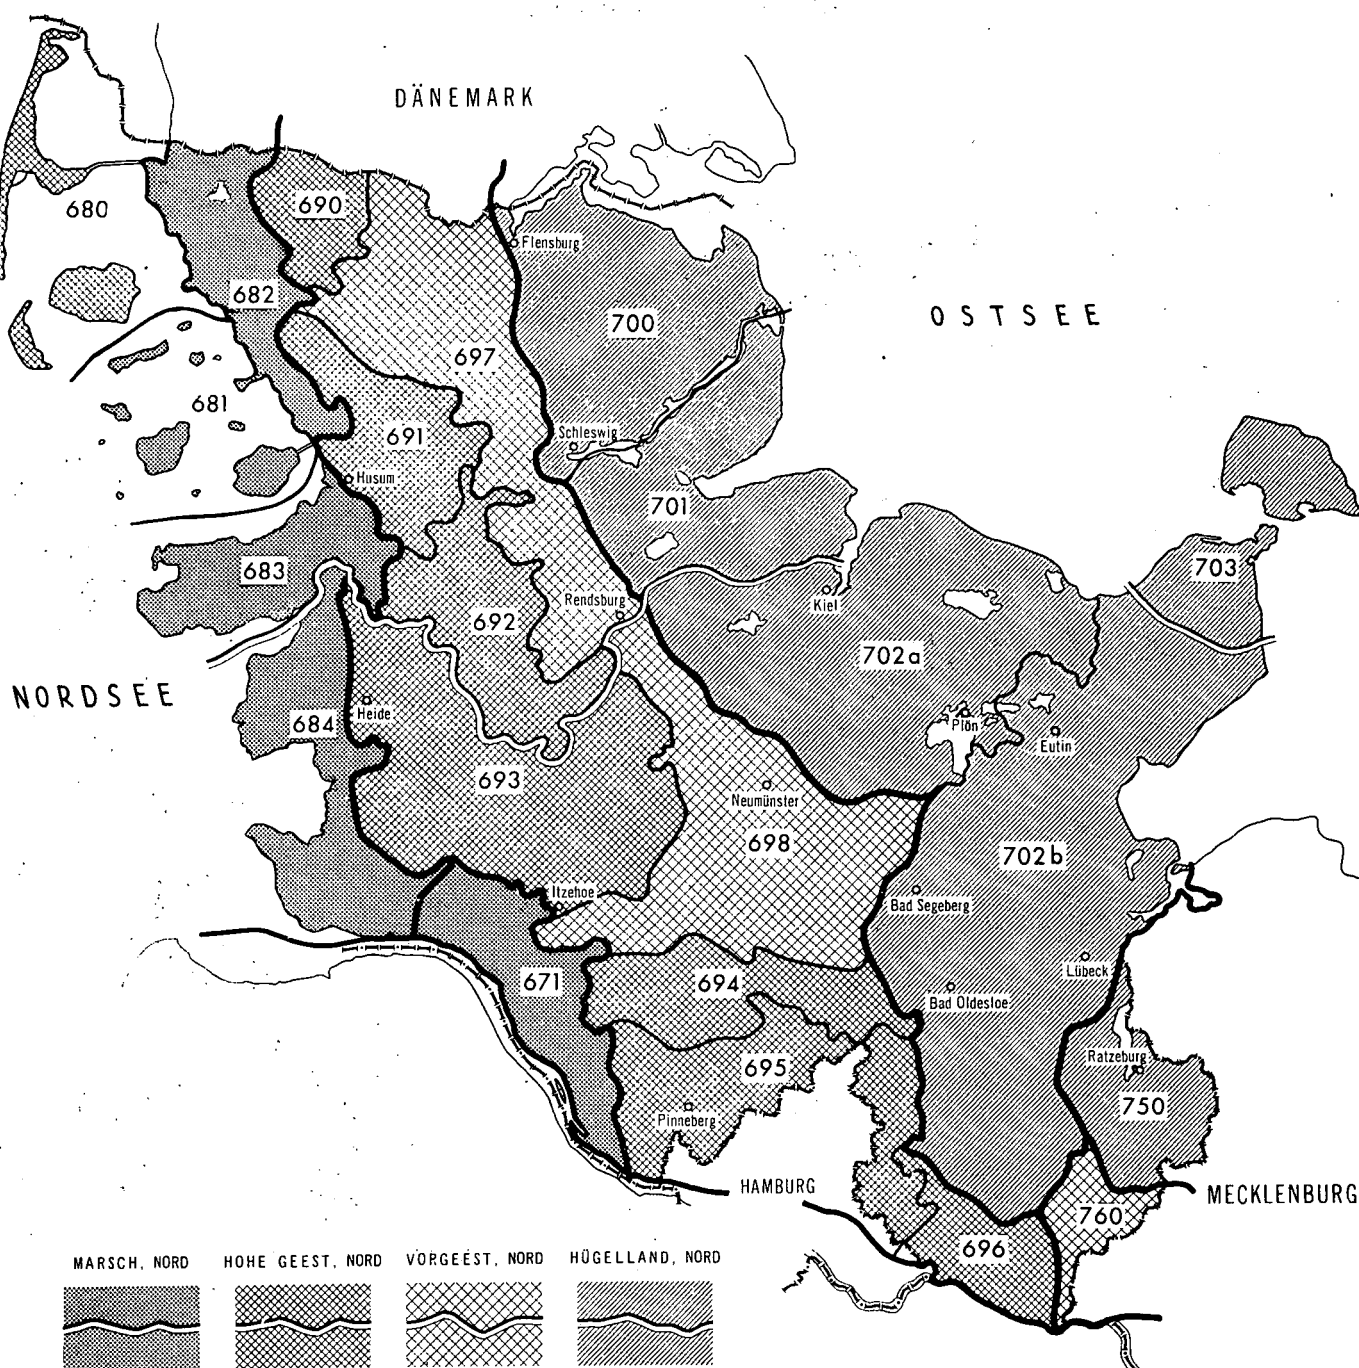 DÄNEMARK
680
690
682
Flensburg
700
OSTSEE
697
681
691
Schleswig
Husum
701
683
703
692
Rendsburg
Kiel
702a
NORDSEE
684
Heide
Plön
Eutin
693
Neumünster
698
702b
Itzehoe
Bad Segeberg
671
694
Lübeck
Bad Oldesloe
695
Ratzeburg
750
Pinneberg
HAMBURG
MECKLENBURG
760
696
MARSCH, NORD
HOHE GEEST, NORD
VORGEEST, NORD
HÜGELLAND, NORD